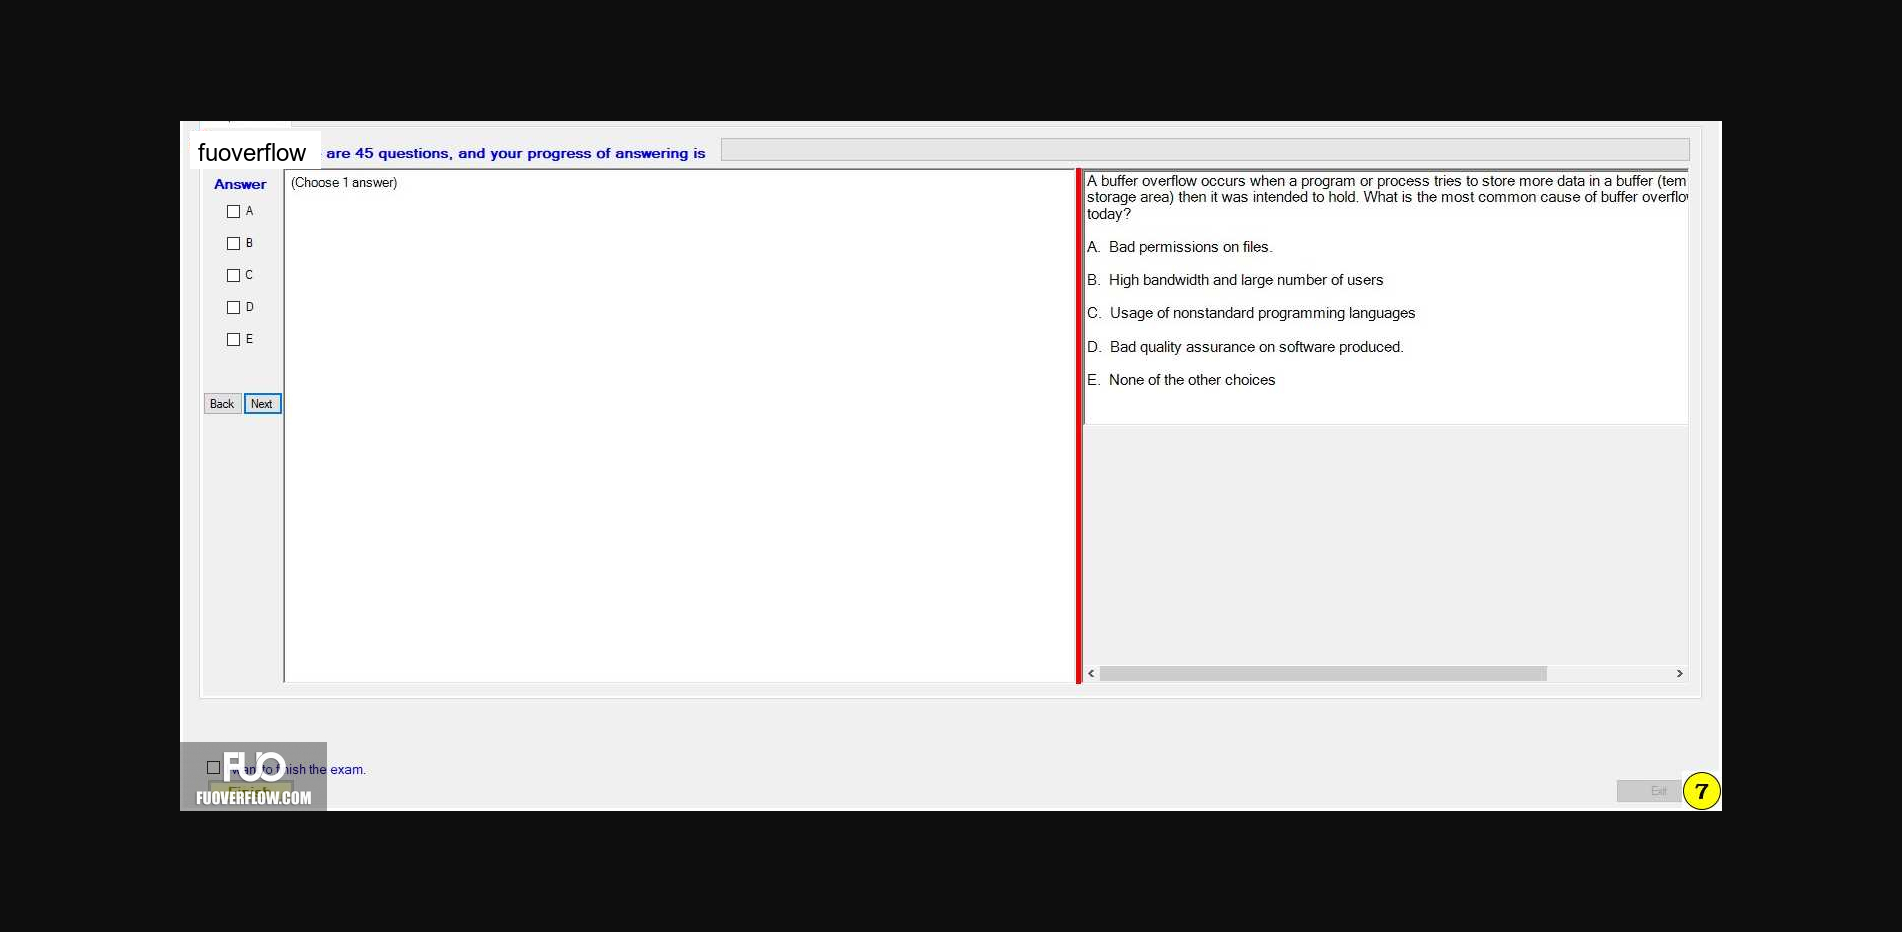 fuoverflow are 45 questions, and your progress of answering is
Answer
(Choose 1 answer)
A
B
C
D
E
Back Next
A buffer overflow occurs when a program or process tries to store more data in a buffer (tem
storage area) then it was intended to hold. What is the most common cause of buffer overflo
today?
A. Bad permissions on files.
B. High bandwidth and large number of users
C. Usage of nonstandard programming languages
D. Bad quality assurance on software produced.
E. None of the other choices
FUO
want to finish the exam.
Finish
FUOVERFLOW.COM
Exit
7